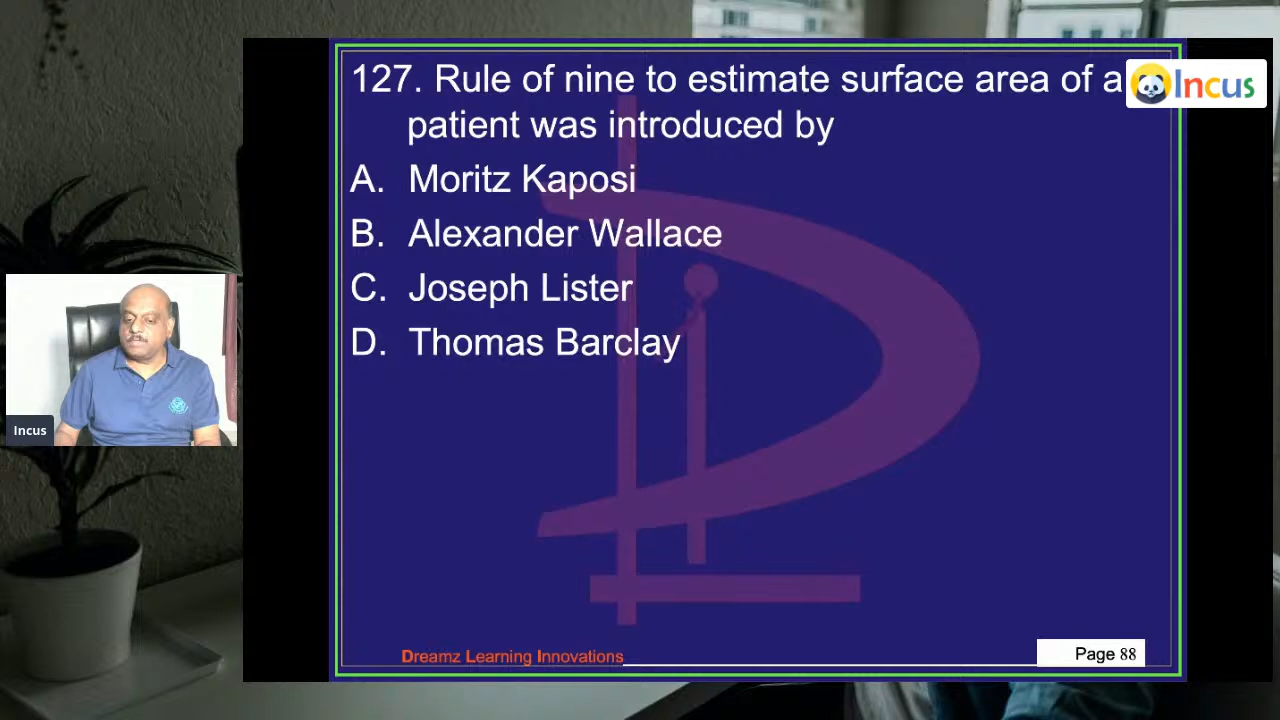 127. Rule of nine to estimate surface area of a
patient was introduced by
A. Moritz Kaposi
B. Alexander Wallace
C. Joseph Lister
D. Thomas Barclay
Incus
Incus
Dreamz Learning Innovations
Page 88